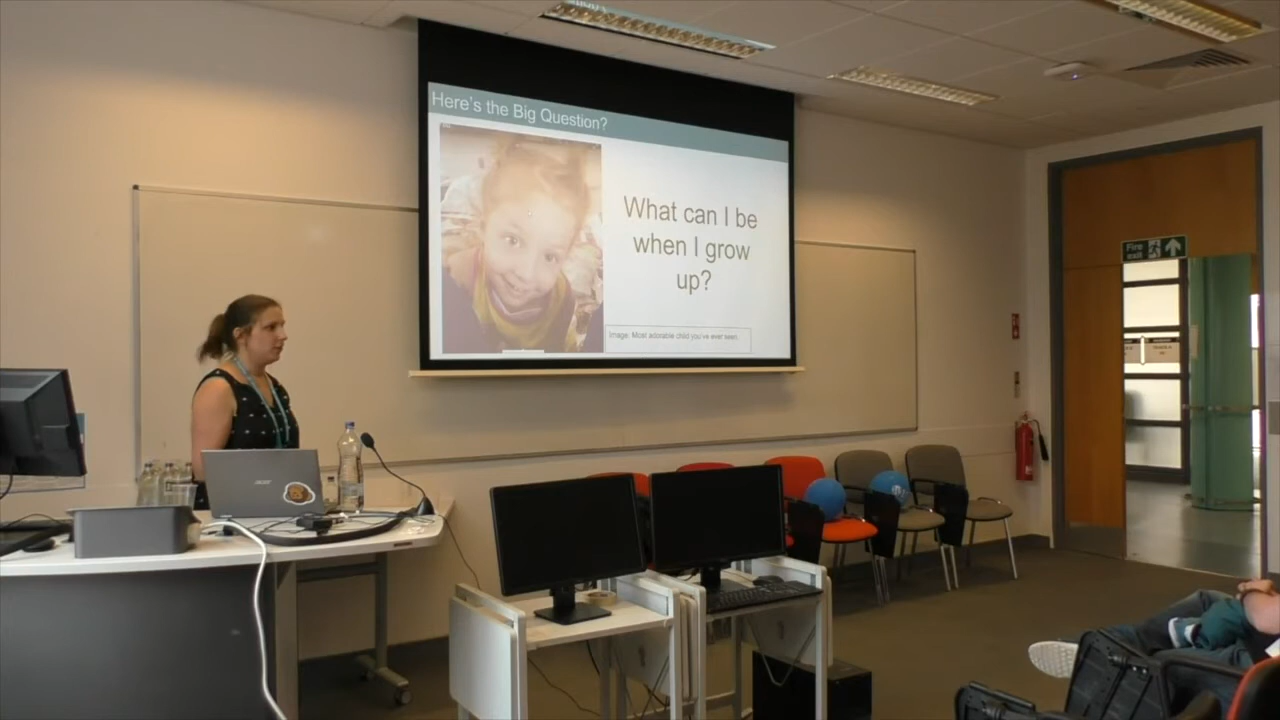 Here's the Big Question?
What can I be
when I grow
up?
Image: Most adorable child you've ever seen.
Fire
exit